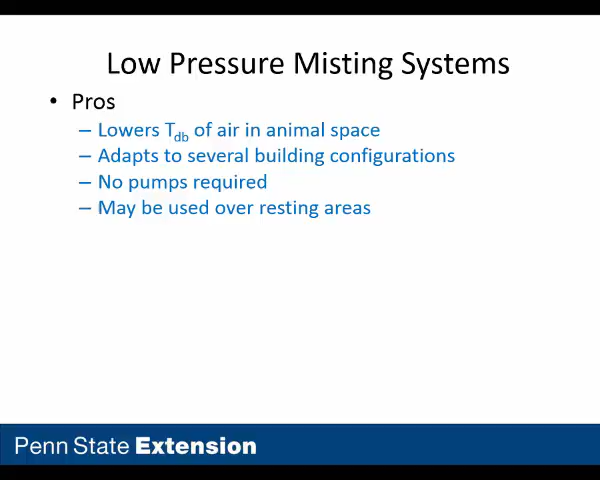 Low Pressure Misting Systems
• Pros
– Lowers Tdb of air in animal space
– Adapts to several building configurations
– No pumps required
– May be used over resting areas
Penn State Extension